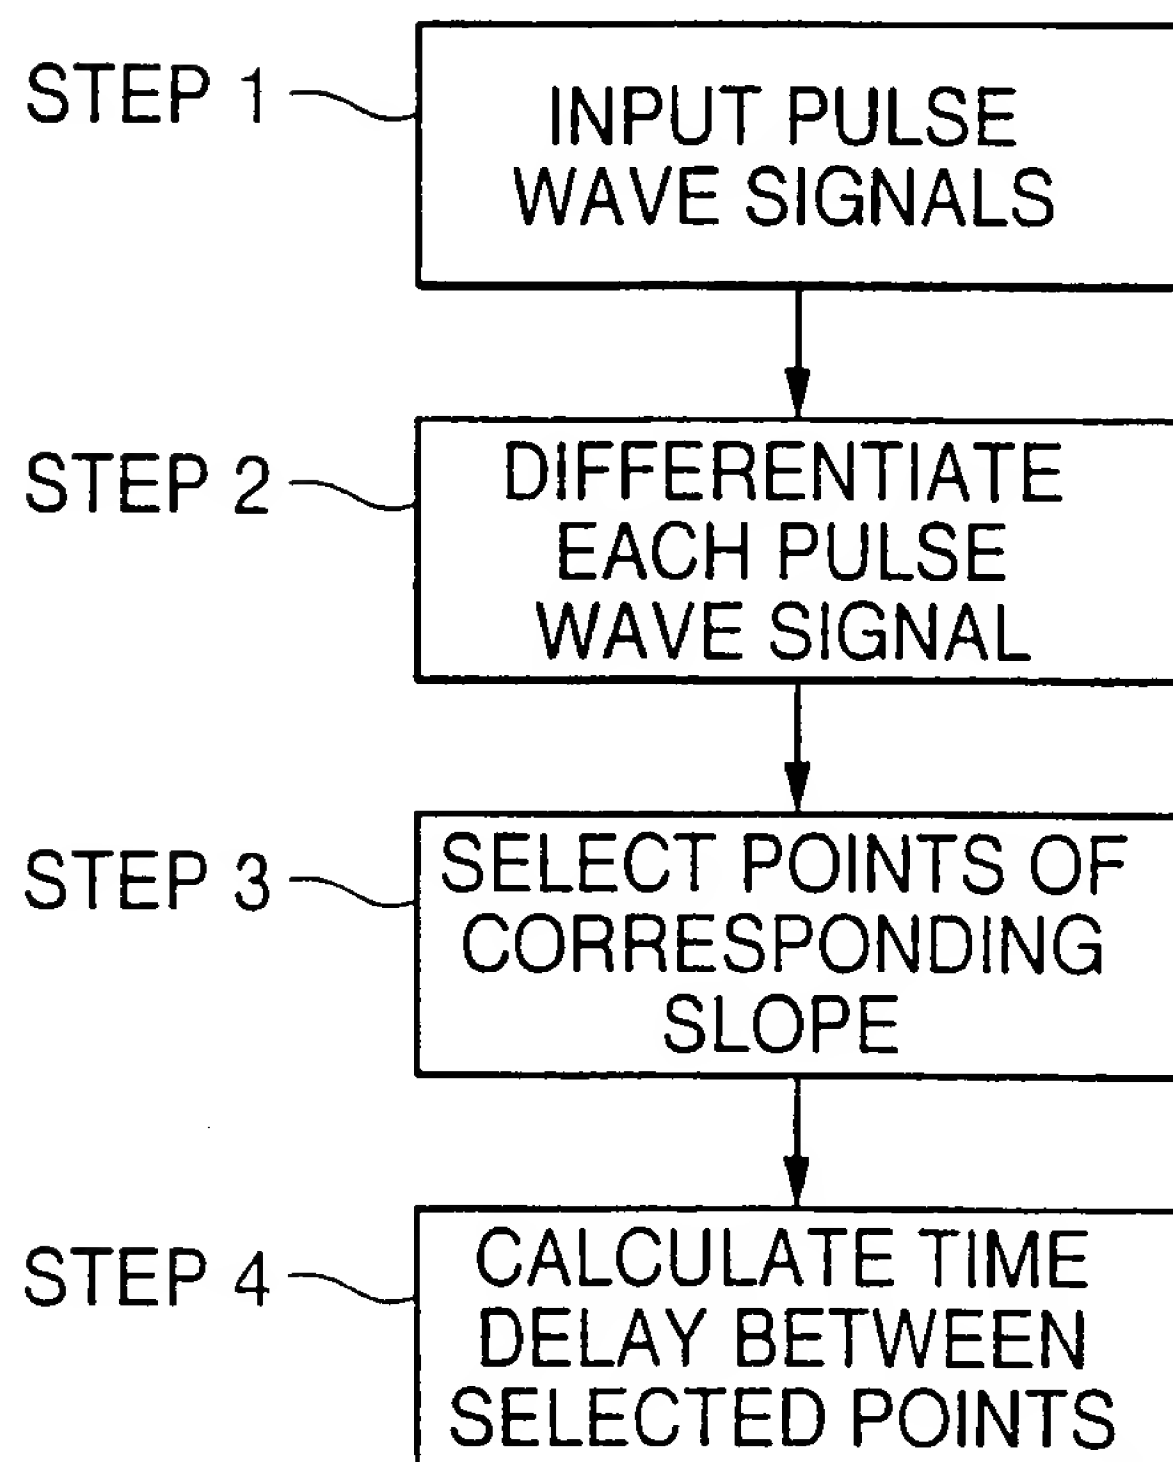 STEP 1
INPUT PULSE
WAVE SIGNALS
STEP 2
DIFFERENTIATE
EACH PULSE
WAVE SIGNAL
STEP 3
SELECT POINTS OF
CORRESPONDING
SLOPE
STEP 4
CALCULATE TIME
DELAY BETWEEN
SELECTED POINTS